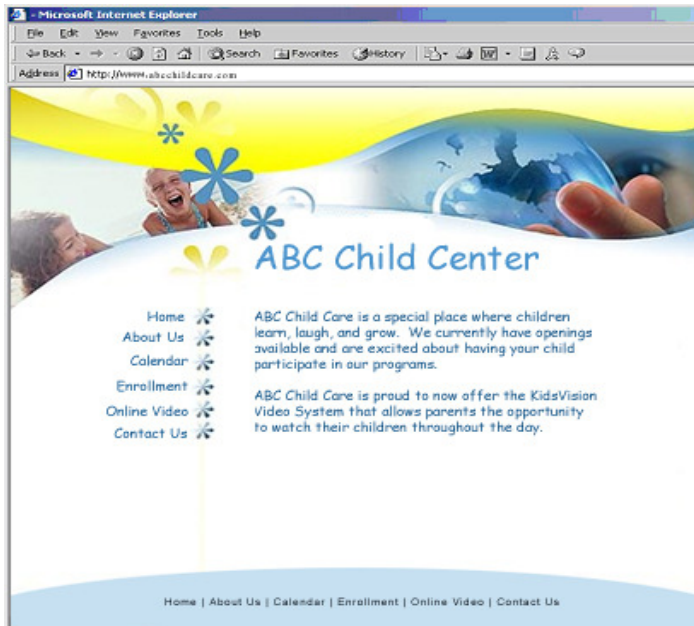 - Microsoft Internet Explorer
File Edit View Favorites Tools Help
Back Search Favorites History
Address http://www.abcchildcare.com
ABC Child Center
Home
About Us
Calendar
Enrollment
Online Video
Contact Us
ABC Child Care is a special place where children
learn, laugh, and grow. We currently have openings
available and are excited about having your child
participate in our programs.
ABC Child Care is proud to now offer the KidsVision
Video System that allows parents the opportunity
to watch their children throughout the day.
Home | About Us | Calendar | Enrollment | Online Video | Contact Us